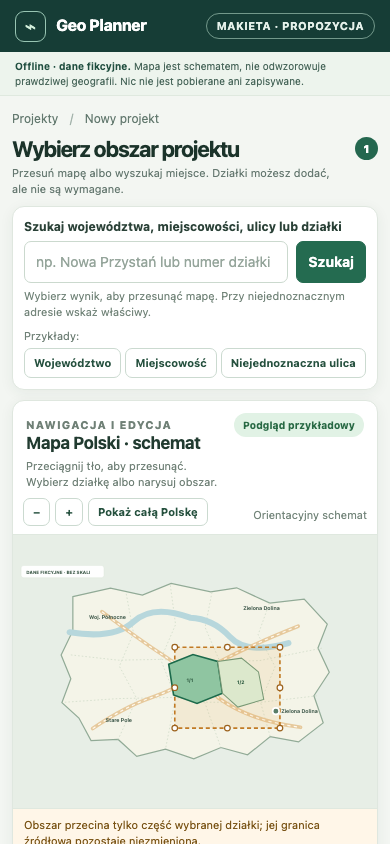 Geo Planner
MAKIETA · PROPOZYCJA
Offline · dane fikcyjne. Mapa jest schematem, nie odwzorowuje
prawdziwej geografii. Nic nie jest pobierane ani zapisywane.
Projekty / Nowy projekt
Wybierz obszar projektu
1
Przesuń mapę albo wyszukaj miejsce. Działki możesz dodać,
ale nie są wymagane.
Szukaj województwa, miejscowości, ulicy lub działki
np. Nowa Przystań lub numer działki
Szukaj
Wybierz wynik, aby przesunąć mapę. Przy niejednoznacznym
adresie wskaż właściwy.
Przykłady:
Województwo
Miejscowość
Niejednoznaczna ulica
NAWIGACJA I EDYCJA
Mapa Polski · schemat
Podgląd przykładowy
Przeciągnij tło, aby przesunąć.
Wybierz działkę albo narysuj obszar.
−
+
Pokaż całą Polskę
Orientacyjny schemat
DANE FIKCYJNE · BEZ SKALI
Woj. Północne
Zielona Dolina
1/1
1/2
Stare Pole
Zielona Dolina
Obszar przecina tylko część wybranej działki; jej granica
źródłowa pozostaje niezmieniona.